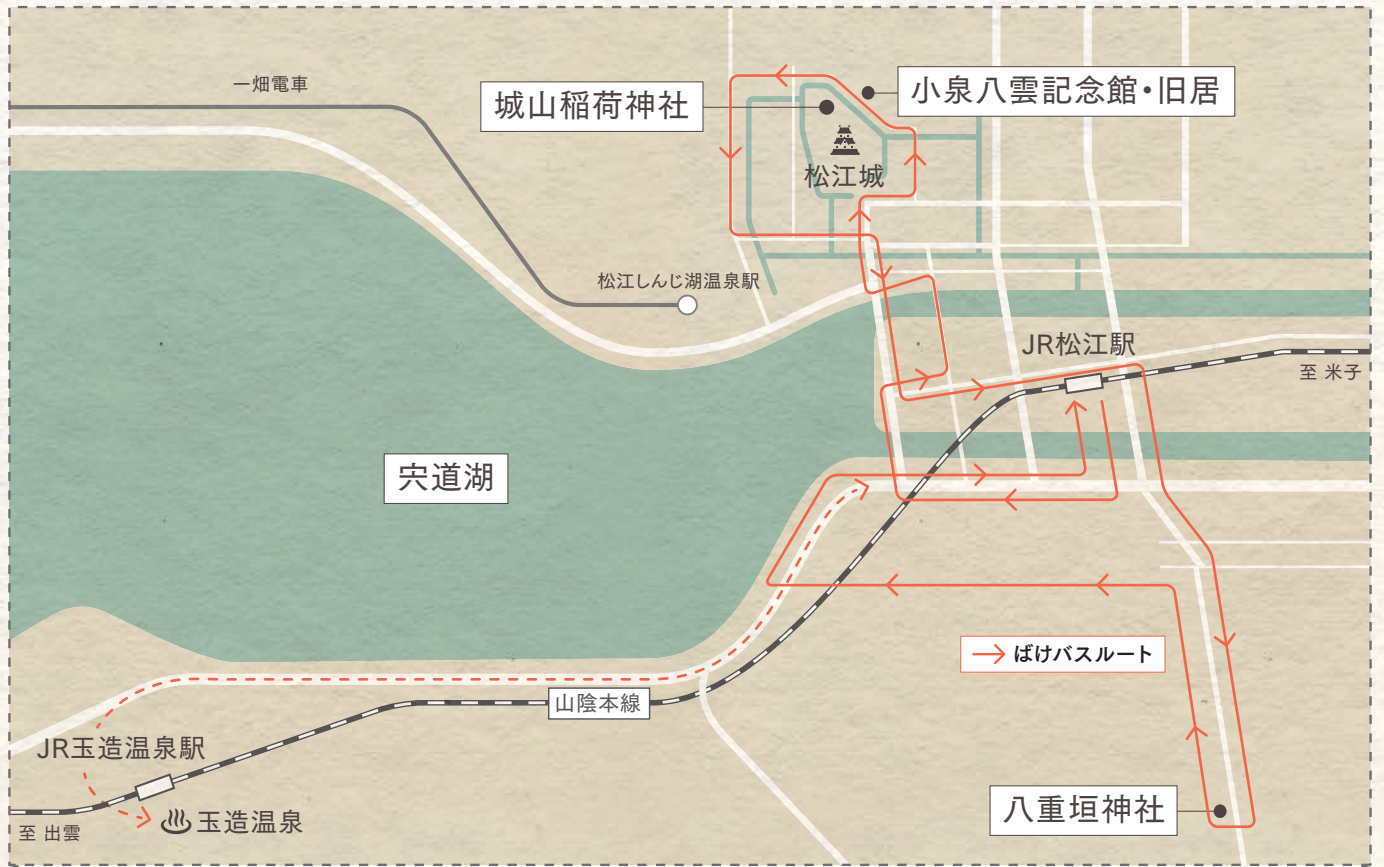 一畑電車
城山稲荷神社
小泉八雲記念館・旧居
松江城
松江しんじ湖温泉駅
JR松江駅
至 米子
宍道湖
ばけバスルート
山陰本線
JR玉造温泉駅
八重垣神社
玉造温泉
至 出雲